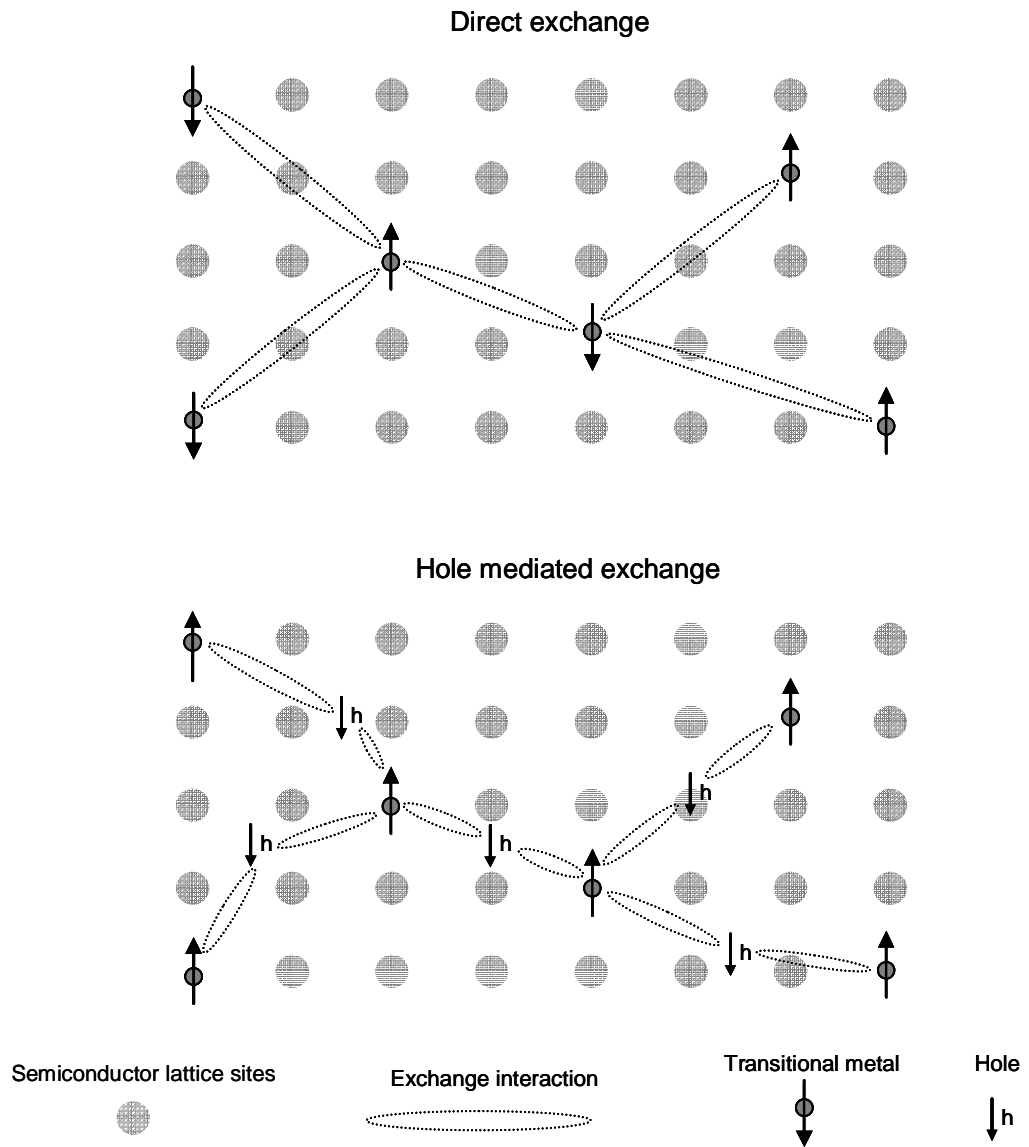 Direct exchange
Hole mediated exchange
h
h
h
h
h
Semiconductor lattice sites
Exchange interaction
Transitional metal
Hole
h